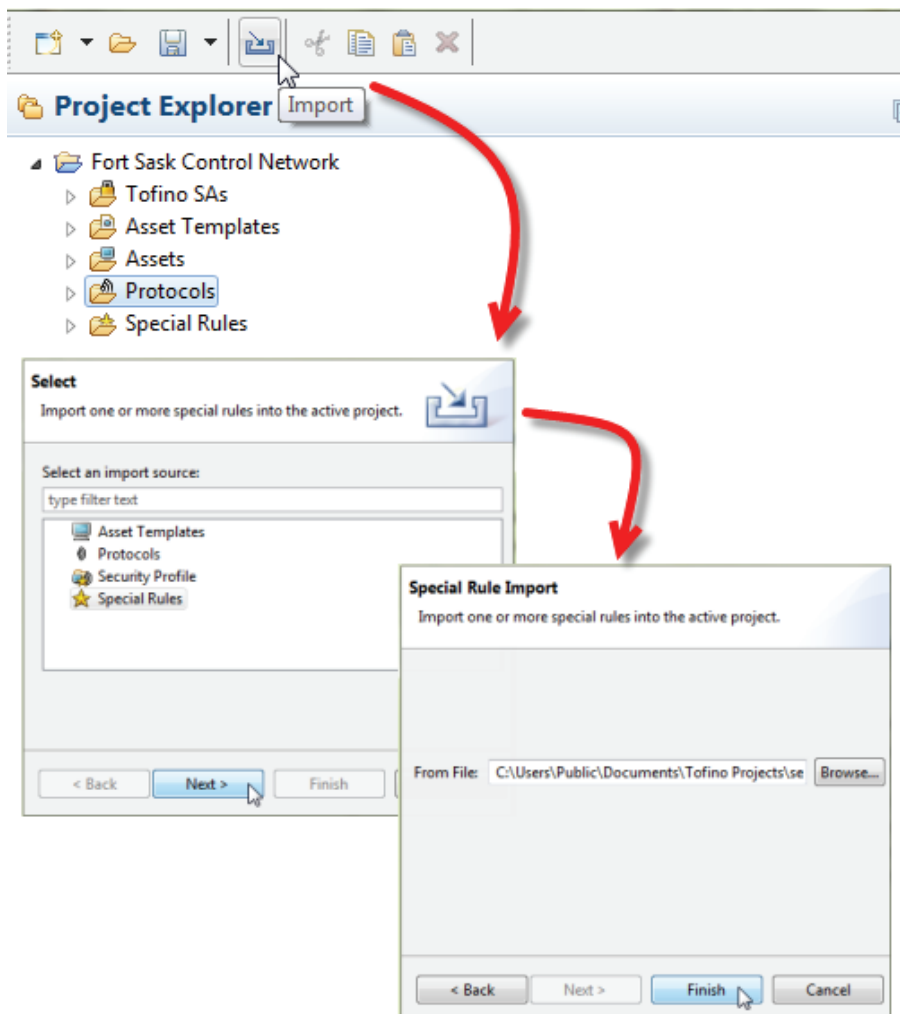 Project Explorer
Import
Fort Sask Control Network
Tofino SAs
Asset Templates
Assets
Protocols
Special Rules
Select
Import one or more special rules into the active project.
Select an import source:
type filter text
Asset Templates
Protocols
Security Profile
Special Rules
< Back
Next >
Finish
Special Rule Import
Import one or more special rules into the active project.
From File:
C:\Users\Public\Documents\Tofino Projects\se
Browse...
< Back
Next >
Finish
Cancel